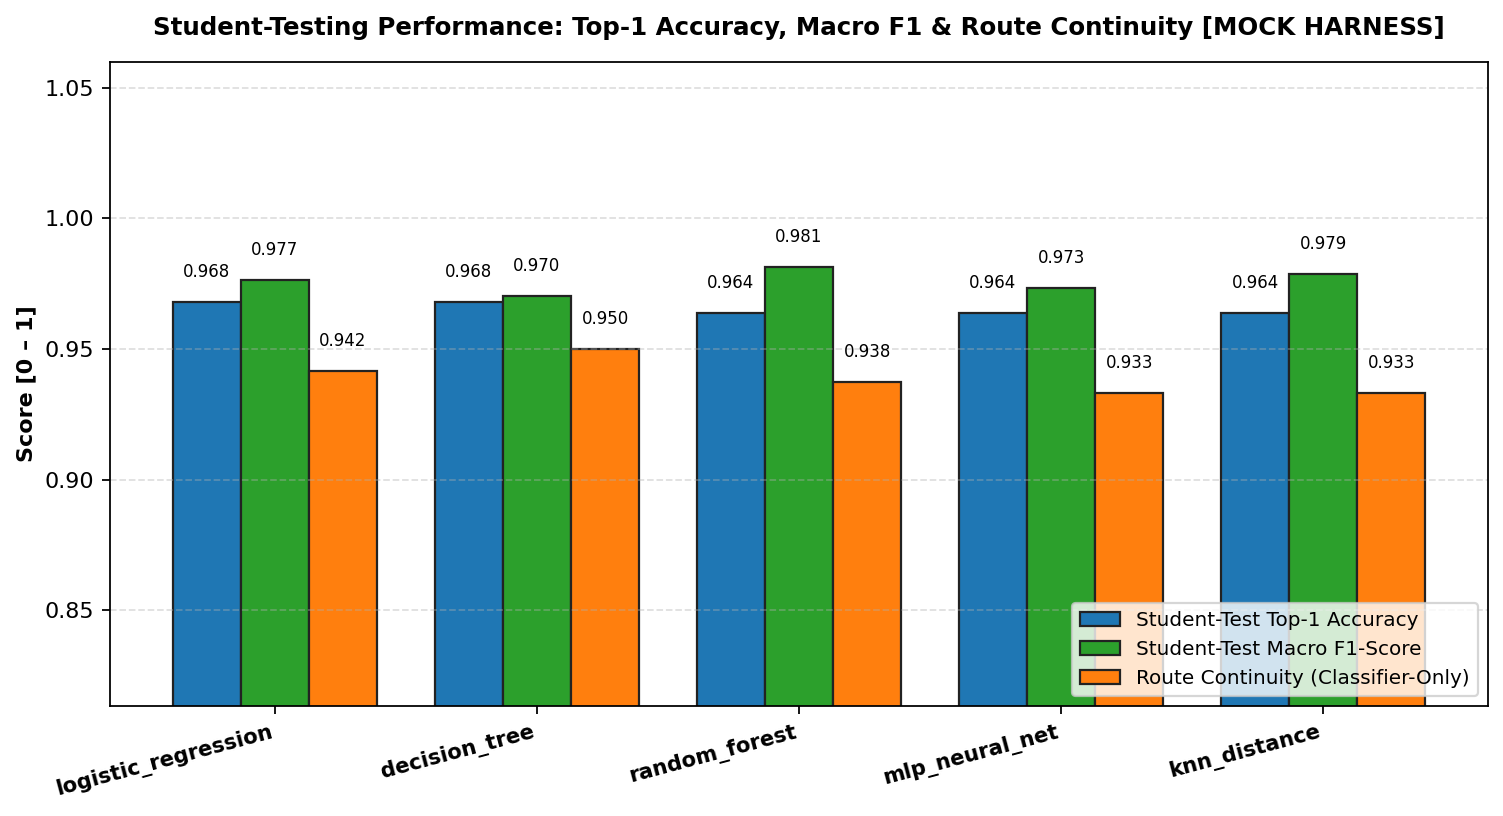 Student-Testing Performance: Top-1 Accuracy, Macro F1 & Route Continuity [MOCK HARNESS]
Score [0 – 1]
1.05
1.00
0.95
0.90
0.85
0.968
0.977
0.942
0.968
0.970
0.950
0.964
0.981
0.938
0.964
0.973
0.933
0.964
0.979
0.933
Student-Test Top-1 Accuracy
Student-Test Macro F1-Score
Route Continuity (Classifier-Only)
logistic_regression
decision_tree
random_forest
mlp_neural_net
knn_distance